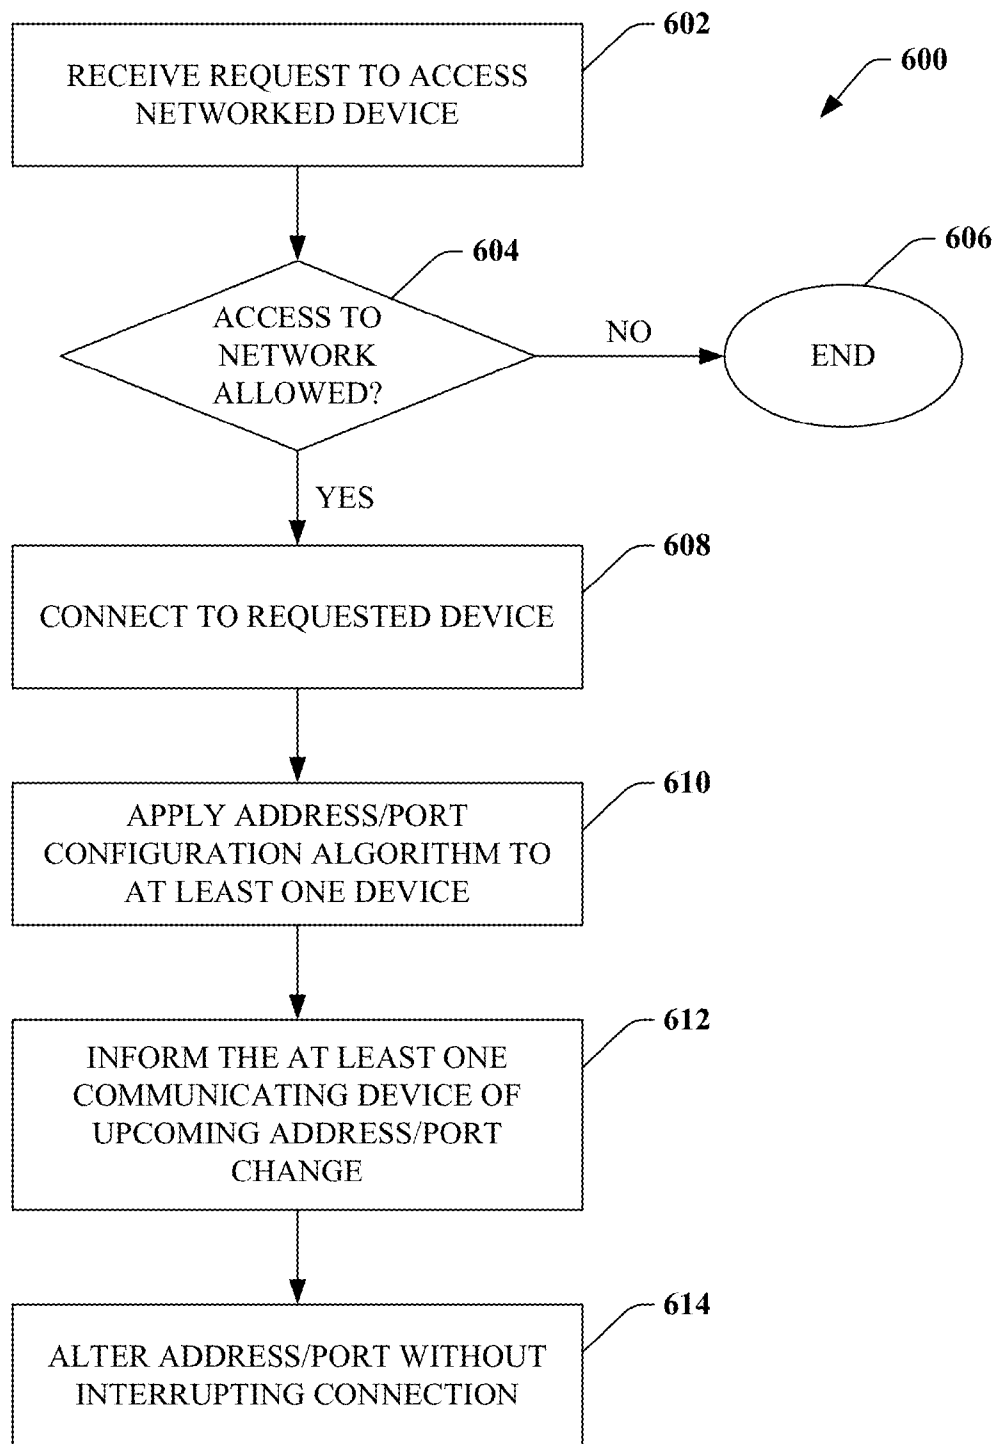 602
RECEIVE REQUEST TO ACCESS
NETWORKED DEVICE
600
604
606
ACCESS TO
NETWORK
ALLOWED?
NO
END
YES
608
CONNECT TO REQUESTED DEVICE
610
APPLY ADDRESS/PORT
CONFIGURATION ALGORITHM TO
AT LEAST ONE DEVICE
612
INFORM THE AT LEAST ONE
COMMUNICATING DEVICE OF
UPCOMING ADDRESS/PORT
CHANGE
614
ALTER ADDRESS/PORT WITHOUT
INTERRUPTING CONNECTION